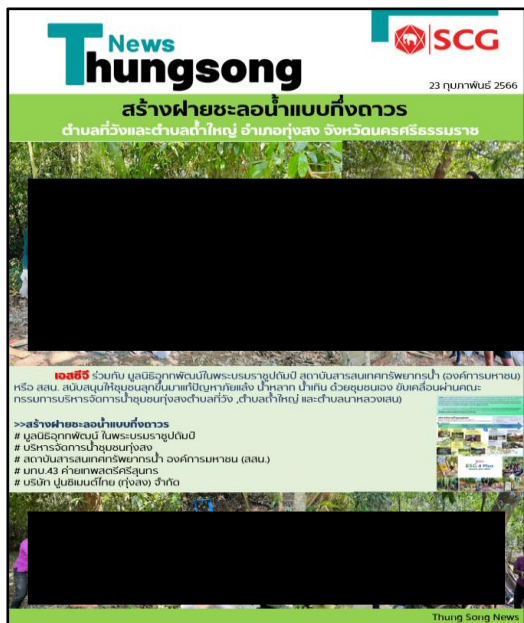 News
Thungsong
SCG
23 กุมภาพันธ์ 2566
สร้างฝายชะลอน้ำแบบกึ่งถาวร
ตำบลที่วังและตำบลถ้ำใหญ่ อำเภอทุ่งสง จังหวัดนครศรีธรรมราช
เอสซีจี ร่วมกับ มูลนิธิอุทกพัฒน์ในพระบรมราชูปถัมป์ สถาบันสารสนเทศทรัพยากรน้ำ (องค์การมหาชน)
หรือ สสน. สนับสนุนให้ชุมชนลุกขึ้นมาแก้ปัญหาภัยแล้ง น้ำหลาก น้ำเกิน ด้วยชุมชนเอง ขับเคลื่อนผ่านคณะ
กรรมการบริหารจัดการน้ำชุมชนทุ่งสงตำบลที่วัง ,ตำบลถ้ำใหญ่ และตำบลนาหลวงเสน)
>>สร้างฝายชะลอน้ำแบบกึ่งถาวร
# มูลนิธิอุทกพัฒน์ ในพระบรมราชูปถัมป์
# บริหารจัดการน้ำชุมชนทุ่งสง
# สถาบันสารสนเทศทรัพยากรน้ำ องค์การมหาชน (สสน.)
# มทบ.43 ค่ายเทพสตรีศรีสุนทร
# บริษัท ปูนซิเมนต์ไทย (ทุ่งสง) จำกัด
ESG 4 Plus
Thung Song News